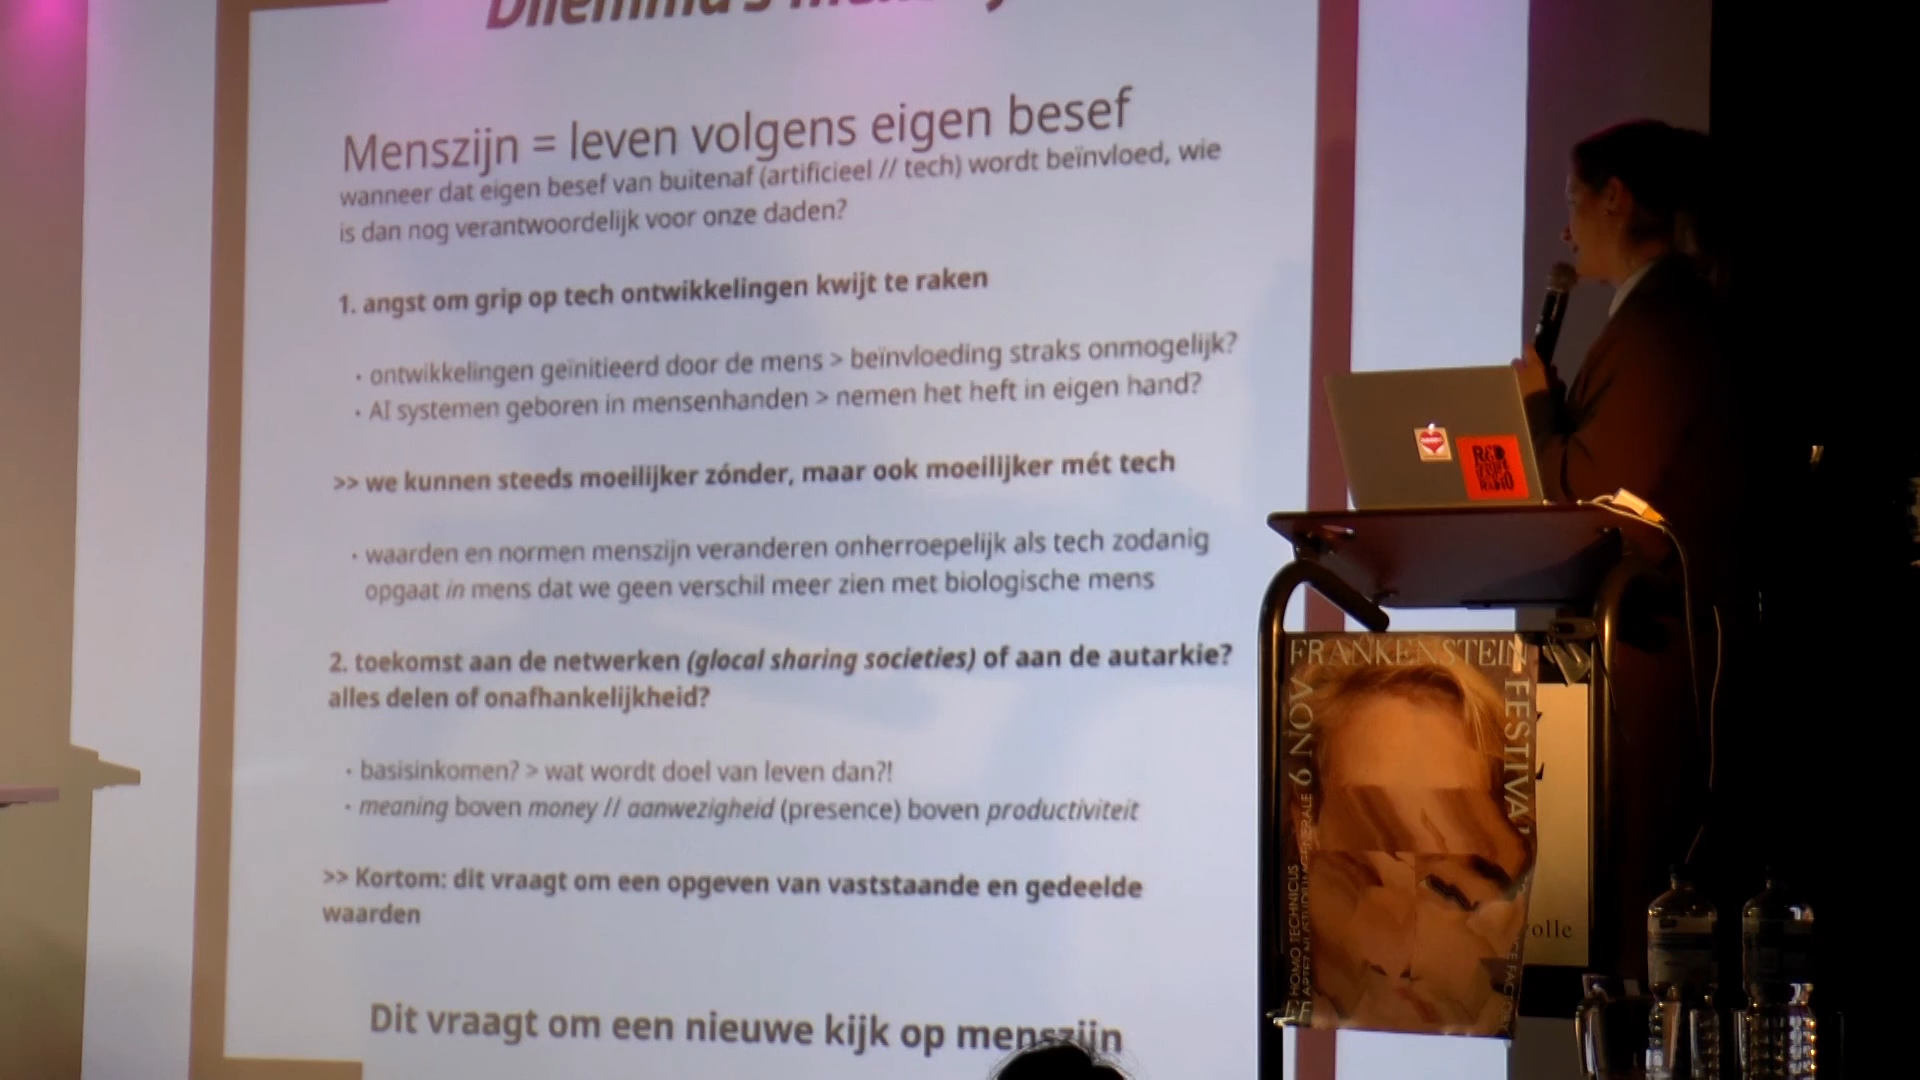 Dilemma's
Menszijn = leven volgens eigen besef
wanneer dat eigen besef van buitenaf (artificieel // tech) wordt beïnvloed, wie
is dan nog verantwoordelijk voor onze daden?
1. angst om grip op tech ontwikkelingen kwijt te raken
· ontwikkelingen geïnitieerd door de mens > beïnvloeding straks onmogelijk?
· AI systemen geboren in mensenhanden > nemen het heft in eigen hand?
>> we kunnen steeds moeilijker zónder, maar ook moeilijker mét tech
· waarden en normen menszijn veranderen onherroepelijk als tech zodanig
opgaat in mens dat we geen verschil meer zien met biologische mens
2. toekomst aan de netwerken (glocal sharing societies) of aan de autarkie?
alles delen of onafhankelijkheid?
· basisinkomen? > wat wordt doel van leven dan?!
· meaning boven money // aanwezigheid (presence) boven productiviteit
>> Kortom: dit vraagt om een opgeven van vaststaande en gedeelde
waarden
Dit vraagt om een nieuwe kijk op menszijn
R&D
RADIO
FRANKENSTEIN
FESTIVAL
6 NOV
HOMO TECHNICUS
olle